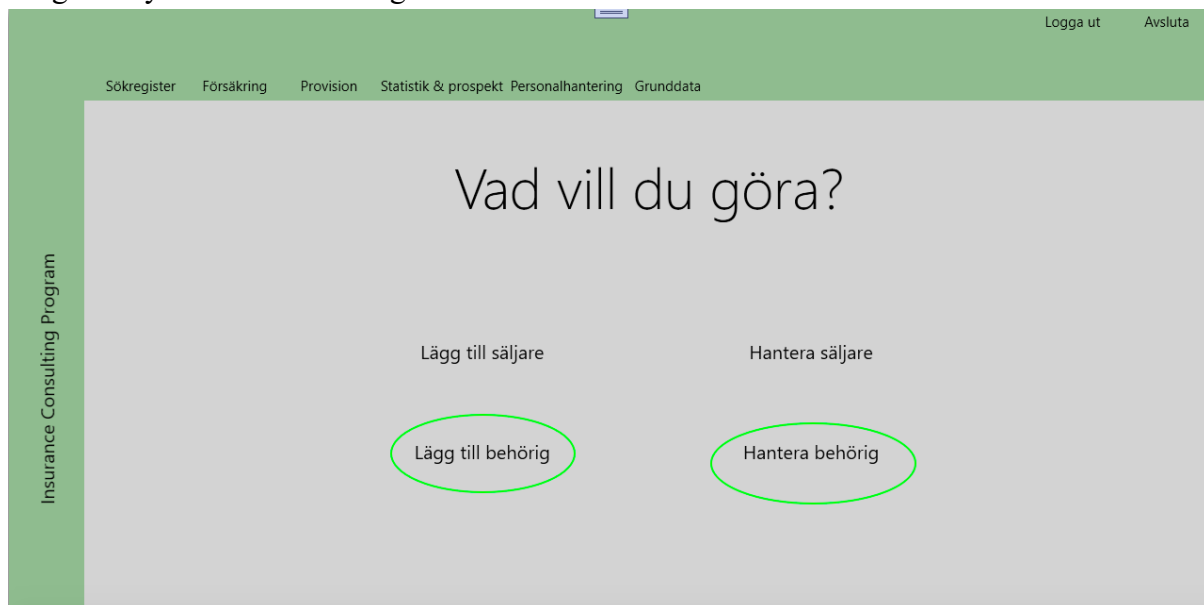 Logga ut Avsluta
Sökregister Försäkring Provision Statistik & prospekt Personalhantering Grunddata
Vad vill du göra?
Insurance Consulting Program
Lägg till säljare Hantera säljare
Lägg till behörig Hantera behörig